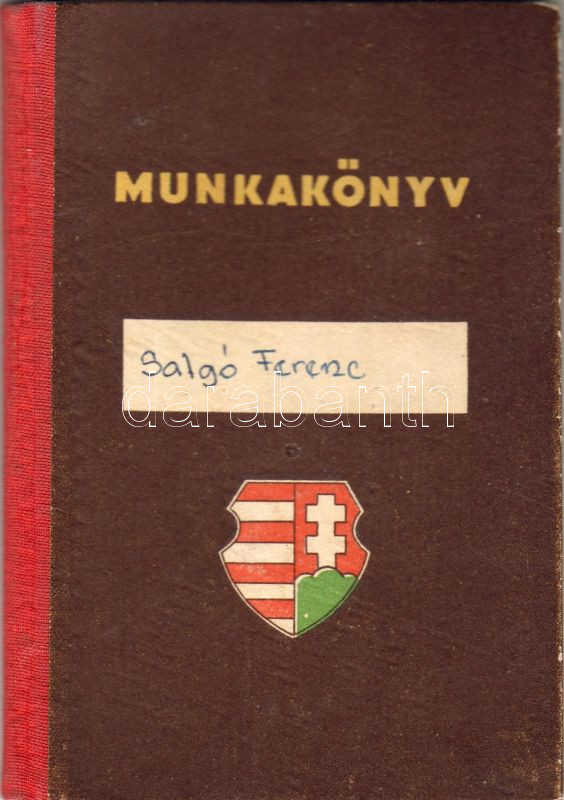 MUNKAKÖNYV
Salgó Ferenc
darabanth